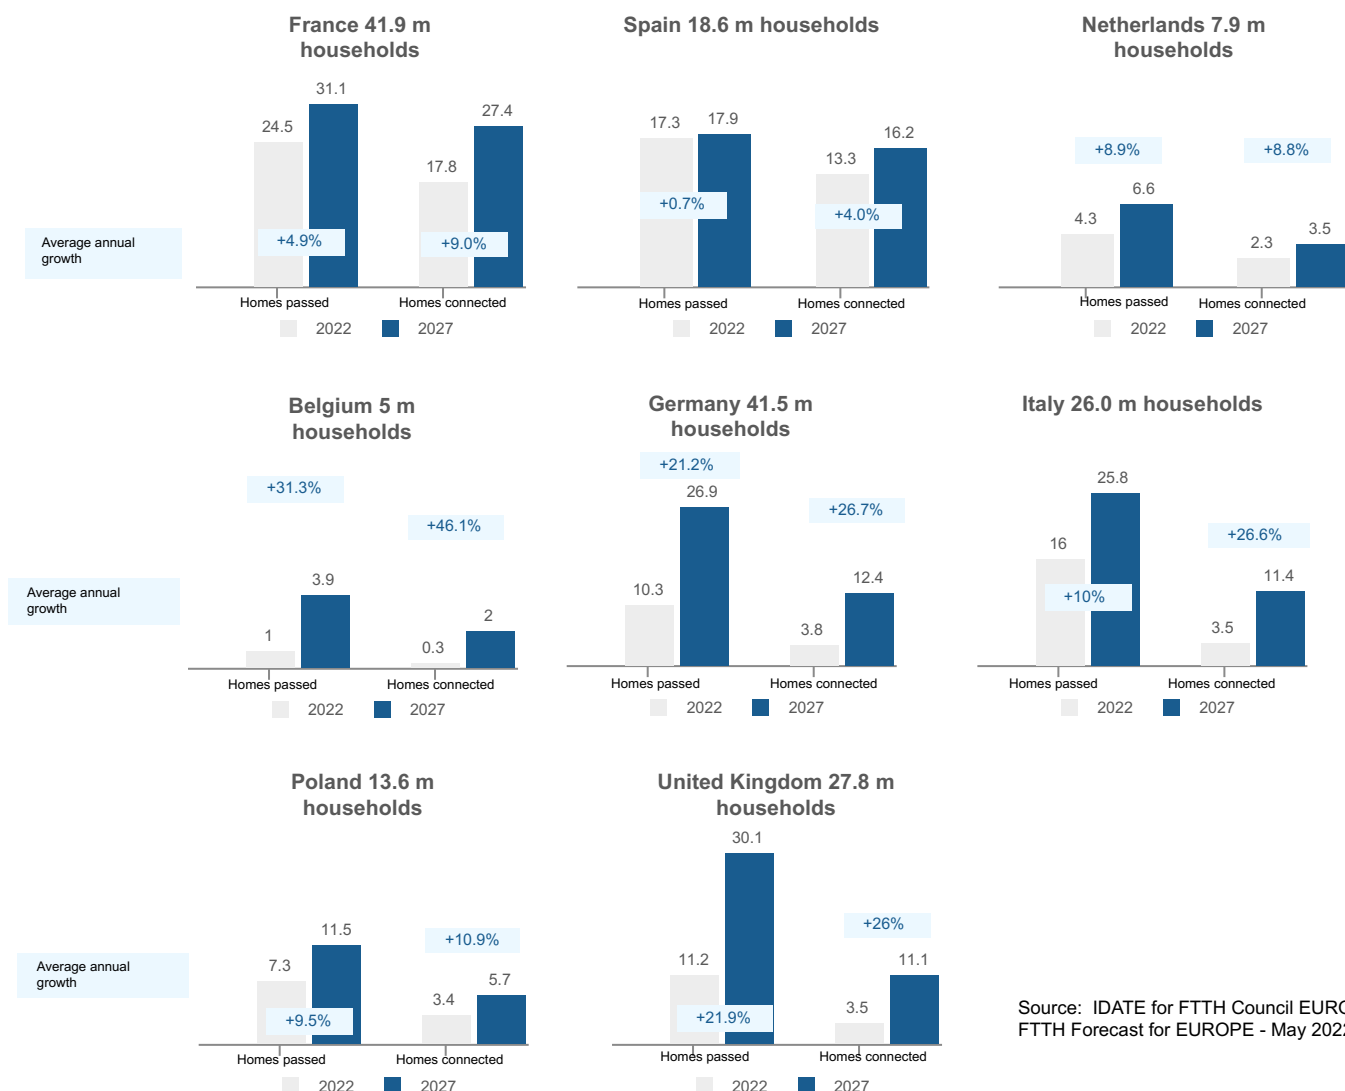 France 41.9 m
households
31.1
24.5
27.4
17.8
+4.9%
+9.0%
Average annual
growth
Homes passed
Homes connected
2022
2027
Spain 18.6 m households
17.3
17.9
13.3
16.2
+0.7%
+4.0%
Homes passed
Homes connected
2022
2027
Netherlands 7.9 m
households
+8.9%
+8.8%
4.3
6.6
2.3
3.5
Homes passed
Homes connected
2022
2027
Belgium 5 m
households
+31.3%
+46.1%
1
3.9
0.3
2
Average annual
growth
Homes passed
Homes connected
2022
2027
Germany 41.5 m
households
+21.2%
26.9
+26.7%
10.3
3.8
12.4
Homes passed
Homes connected
2022
2027
Italy 26.0 m households
25.8
16
+26.6%
+10%
3.5
11.4
Homes passed
Homes connected
2022
2027
Poland 13.6 m
households
7.3
11.5
+10.9%
3.4
5.7
+9.5%
Average annual
growth
Homes passed
Homes connected
2022
2027
United Kingdom 27.8 m
households
30.1
11.2
+26%
3.5
11.1
+21.9%
Homes passed
Homes connected
2022
2027
Source: IDATE for FTTH Council EURO
FTTH Forecast for EUROPE - May 2022